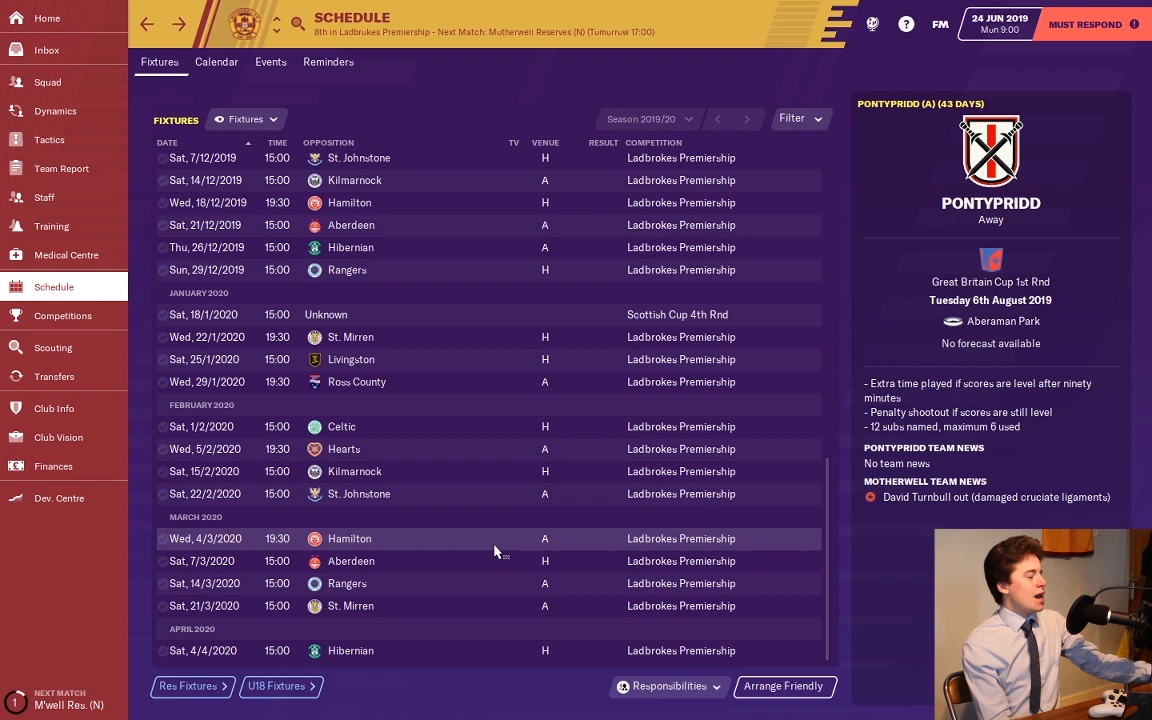 Home
Inbox
Squad
Dynamics
Tactics
Team Report
Staff
Training
Medical Centre
Schedule
Competitions
Scouting
Transfers
Club Info
Club Vision
Finances
Dev. Centre
1
NEXT MATCH
M'well Res. (N)
SCHEDULE
8th in Ladbrokes Premiership - Next Match: Motherwell Reserves (N) (Tomorrow 17:00)
?
FM
24 JUN 2019
Mon 9:00
MUST RESPOND
Fixtures Calendar Events Reminders
FIXTURES Fixtures Season 2019/20 Filter
DATE TIME OPPOSITION TV VENUE RESULT COMPETITION
Sat, 7/12/2019 15:00 St. Johnstone H Ladbrokes Premiership
Sat, 14/12/2019 15:00 Kilmarnock A Ladbrokes Premiership
Wed, 18/12/2019 19:30 Hamilton H Ladbrokes Premiership
Sat, 21/12/2019 15:00 Aberdeen A Ladbrokes Premiership
Thu, 26/12/2019 15:00 Hibernian A Ladbrokes Premiership
Sun, 29/12/2019 15:00 Rangers H Ladbrokes Premiership
JANUARY 2020
Sat, 18/1/2020 15:00 Unknown Scottish Cup 4th Rnd
Wed, 22/1/2020 19:30 St. Mirren H Ladbrokes Premiership
Sat, 25/1/2020 15:00 Livingston H Ladbrokes Premiership
Wed, 29/1/2020 19:30 Ross County A Ladbrokes Premiership
FEBRUARY 2020
Sat, 1/2/2020 15:00 Celtic H Ladbrokes Premiership
Wed, 5/2/2020 19:30 Hearts A Ladbrokes Premiership
Sat, 15/2/2020 15:00 Kilmarnock H Ladbrokes Premiership
Sat, 22/2/2020 15:00 St. Johnstone A Ladbrokes Premiership
MARCH 2020
Wed, 4/3/2020 19:30 Hamilton A Ladbrokes Premiership
Sat, 7/3/2020 15:00 Aberdeen H Ladbrokes Premiership
Sat, 14/3/2020 15:00 Rangers A Ladbrokes Premiership
Sat, 21/3/2020 15:00 St. Mirren A Ladbrokes Premiership
APRIL 2020
Sat, 4/4/2020 15:00 Hibernian H Ladbrokes Premiership
Res Fixtures U18 Fixtures Responsibilities Arrange Friendly
PONTYPRIDD (A) (43 DAYS)
PONTYPRIDD
Away
Great Britain Cup 1st Rnd
Tuesday 6th August 2019
Aberaman Park
No forecast available
- Extra time played if scores are level after ninety
minutes
- Penalty shootout if scores are still level
- 12 subs named, maximum 6 used
PONTYPRIDD TEAM NEWS
No team news
MOTHERWELL TEAM NEWS
David Turnbull out (damaged cruciate ligaments)